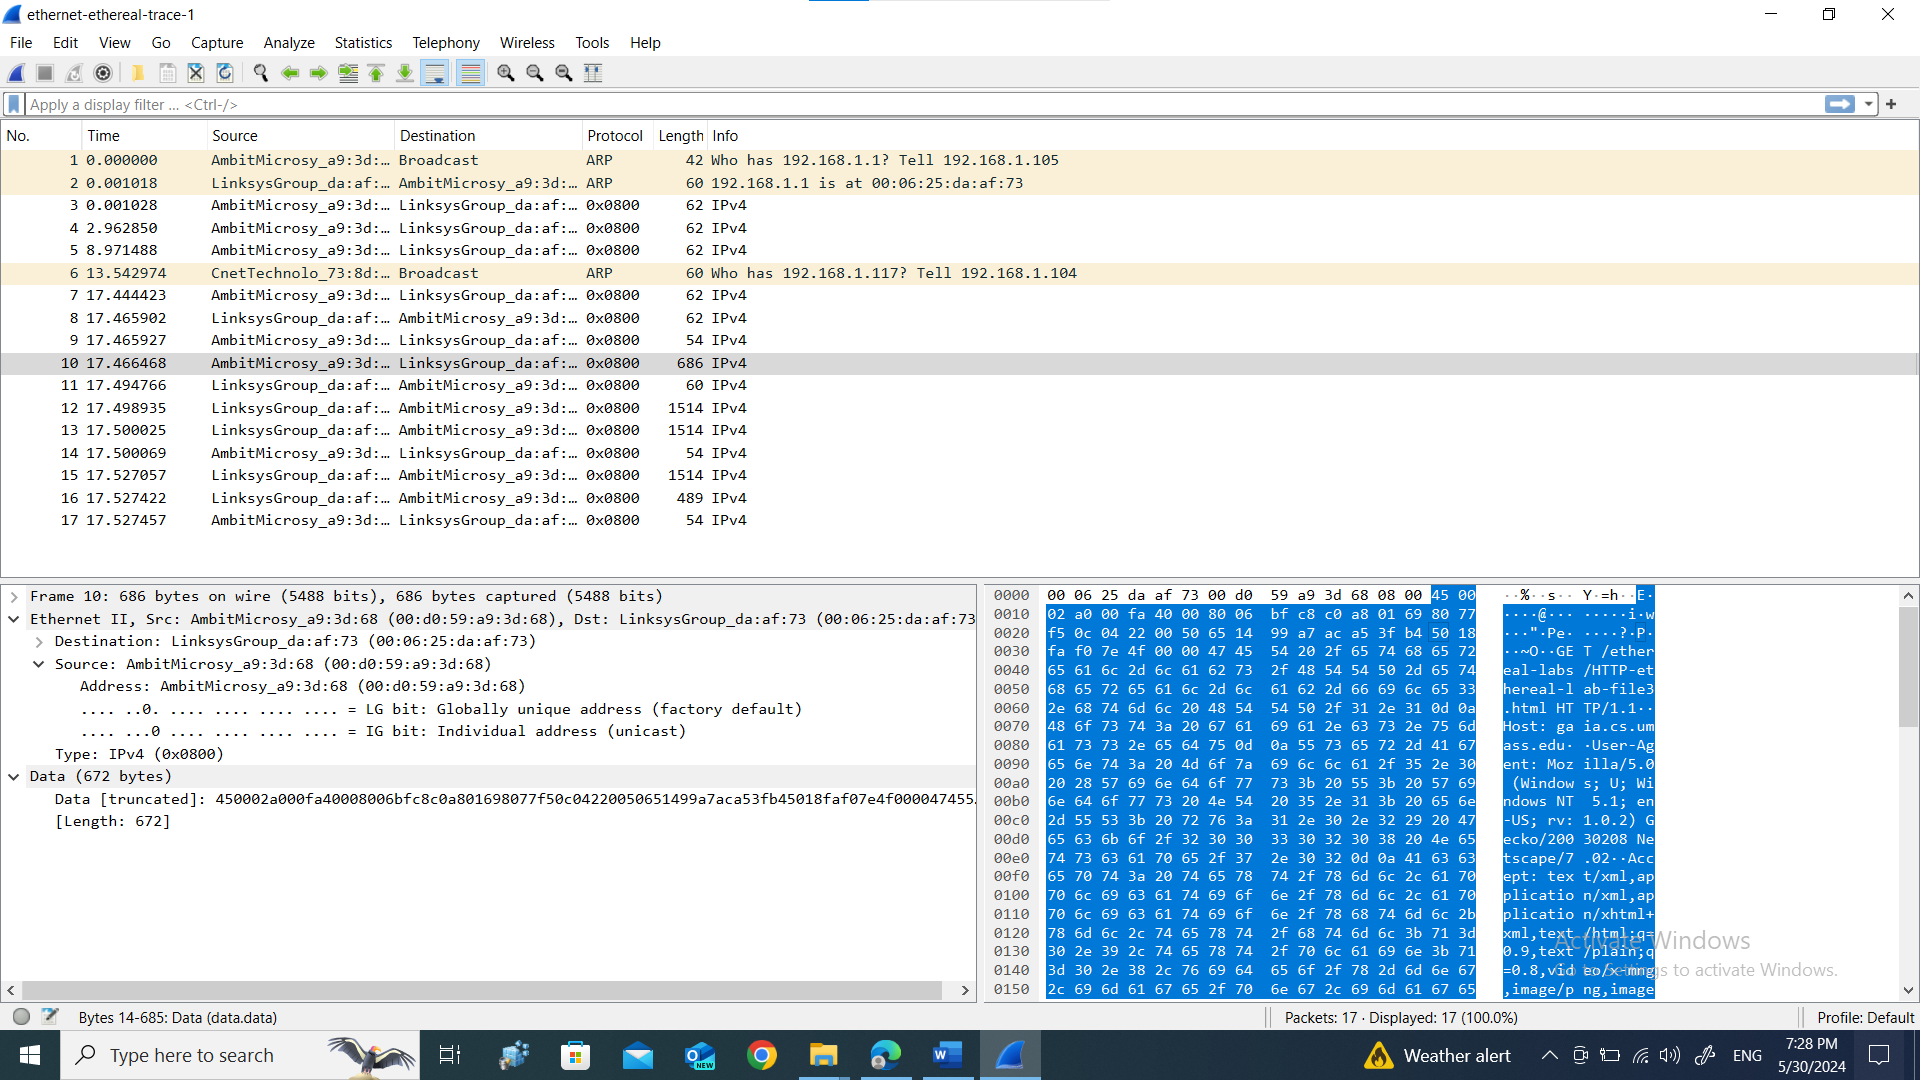 ethernet-ethereal-trace-1
File Edit View Go Capture Analyze Statistics Telephony Wireless Tools Help
Apply a display filter ... <Ctrl-/>
No. Time Source Destination Protocol Length Info
1 0.000000 AmbitMicrosy_a9:3d:… Broadcast ARP 42 Who has 192.168.1.1? Tell 192.168.1.105
2 0.001018 LinksysGroup_da:af:… AmbitMicrosy_a9:3d:… ARP 60 192.168.1.1 is at 00:06:25:da:af:73
3 0.001028 AmbitMicrosy_a9:3d:… LinksysGroup_da:af:… 0x0800 62 IPv4
4 2.962850 AmbitMicrosy_a9:3d:… LinksysGroup_da:af:… 0x0800 62 IPv4
5 8.971488 AmbitMicrosy_a9:3d:… LinksysGroup_da:af:… 0x0800 62 IPv4
6 13.542974 CnetTechnolo_73:8d:… Broadcast ARP 60 Who has 192.168.1.117? Tell 192.168.1.104
7 17.444423 AmbitMicrosy_a9:3d:… LinksysGroup_da:af:… 0x0800 62 IPv4
8 17.465902 LinksysGroup_da:af:… AmbitMicrosy_a9:3d:… 0x0800 62 IPv4
9 17.465927 AmbitMicrosy_a9:3d:… LinksysGroup_da:af:… 0x0800 54 IPv4
10 17.466468 AmbitMicrosy_a9:3d:… LinksysGroup_da:af:… 0x0800 686 IPv4
11 17.494766 LinksysGroup_da:af:… AmbitMicrosy_a9:3d:… 0x0800 60 IPv4
12 17.498935 LinksysGroup_da:af:… AmbitMicrosy_a9:3d:… 0x0800 1514 IPv4
13 17.500025 LinksysGroup_da:af:… AmbitMicrosy_a9:3d:… 0x0800 1514 IPv4
14 17.500069 AmbitMicrosy_a9:3d:… LinksysGroup_da:af:… 0x0800 54 IPv4
15 17.527057 LinksysGroup_da:af:… AmbitMicrosy_a9:3d:… 0x0800 1514 IPv4
16 17.527422 LinksysGroup_da:af:… AmbitMicrosy_a9:3d:… 0x0800 489 IPv4
17 17.527457 AmbitMicrosy_a9:3d:… LinksysGroup_da:af:… 0x0800 54 IPv4
Frame 10: 686 bytes on wire (5488 bits), 686 bytes captured (5488 bits)
Ethernet II, Src: AmbitMicrosy_a9:3d:68 (00:d0:59:a9:3d:68), Dst: LinksysGroup_da:af:73 (00:06:25:da:af:73
Destination: LinksysGroup_da:af:73 (00:06:25:da:af:73)
Source: AmbitMicrosy_a9:3d:68 (00:d0:59:a9:3d:68)
Address: AmbitMicrosy_a9:3d:68 (00:d0:59:a9:3d:68)
.... ..0. .... .... .... .... = LG bit: Globally unique address (factory default)
.... ...0 .... .... .... .... = IG bit: Individual address (unicast)
Type: IPv4 (0x0800)
Data (672 bytes)
Data [truncated]: 450002a000fa40008006bfc8c0a801698077f50c04220050651499a7aca53fb45018faf07e4f000047455.
[Length: 672]
0000 00 06 25 da af 73 00 d0 59 a9 3d 68 08 00 45 00 ··%··s·· Y·=h··E·
0010 02 a0 00 fa 40 00 80 06 bf c8 c0 a8 01 69 80 77 ····@··· ·····i·w
0020 f5 0c 04 22 00 50 65 14 99 a7 ac a5 3f b4 50 18 ···"·Pe· ····?·P·
0030 fa f0 7e 4f 00 00 47 45 54 20 2f 65 74 68 65 72 ··~O··GE T /ether
0040 65 61 6c 2d 6c 61 62 73 2f 48 54 54 50 2d 65 74 eal-labs /HTTP-et
0050 68 65 72 65 61 6c 2d 6c 61 62 2d 66 69 6c 65 33 hereal-l ab-file3
0060 2e 68 74 6d 6c 20 48 54 54 50 2f 31 2e 31 0d 0a .html HT TP/1.1··
0070 48 6f 73 74 3a 20 67 61 69 61 2e 63 73 2e 75 6d Host: ga ia.cs.um
0080 61 73 73 2e 65 64 75 0d 0a 55 73 65 72 2d 41 67 ass.edu· ·User-Ag
0090 65 6e 74 3a 20 4d 6f 7a 69 6c 6c 61 2f 35 2e 30 ent: Moz illa/5.0
00a0 20 28 57 69 6e 64 6f 77 73 3b 20 55 3b 20 57 69 (Window s; U; Wi
00b0 6e 64 6f 77 73 20 4e 54 20 35 2e 31 3b 20 65 6e ndows NT 5.1; en
00c0 2d 55 53 3b 20 72 76 3a 31 2e 30 2e 32 29 20 47 -US; rv: 1.0.2) G
00d0 65 63 6b 6f 2f 32 30 30 33 30 32 30 38 20 4e 65 ecko/200 30208 Ne
00e0 74 73 63 61 70 65 2f 37 2e 30 32 0d 0a 41 63 63 tscape/7 .02··Acc
00f0 65 70 74 3a 20 74 65 78 74 2f 78 6d 6c 2c 61 70 ept: tex t/xml,ap
0100 70 6c 69 63 61 74 69 6f 6e 2f 78 6d 6c 2c 61 70 plicatio n/xml,ap
0110 70 6c 69 63 61 74 69 6f 6e 2f 78 68 74 6d 6c 2b plicatio n/xhtml+
0120 78 6d 6c 2c 74 65 78 74 2f 68 74 6d 6c 3b 71 3d xml,text /html;q=
0130 30 2e 39 2c 74 65 78 74 2f 70 6c 61 69 6e 3b 71 0.9,text /plain;q
0140 3d 30 2e 38 2c 76 69 64 65 6f 2f 78 2d 6d 6e 67 =0.8,vid eo/x-mng
0150 2c 69 6d 61 67 65 2f 70 6e 67 2c 69 6d 61 67 65 ,image/p ng,image
Activate Windows
Go to Settings to activate Windows.
Bytes 14-685: Data (data.data)
Packets: 17 · Displayed: 17 (100.0%)
Profile: Default
Type here to search
NEW
Weather alert
ENG
7:28 PM
5/30/2024